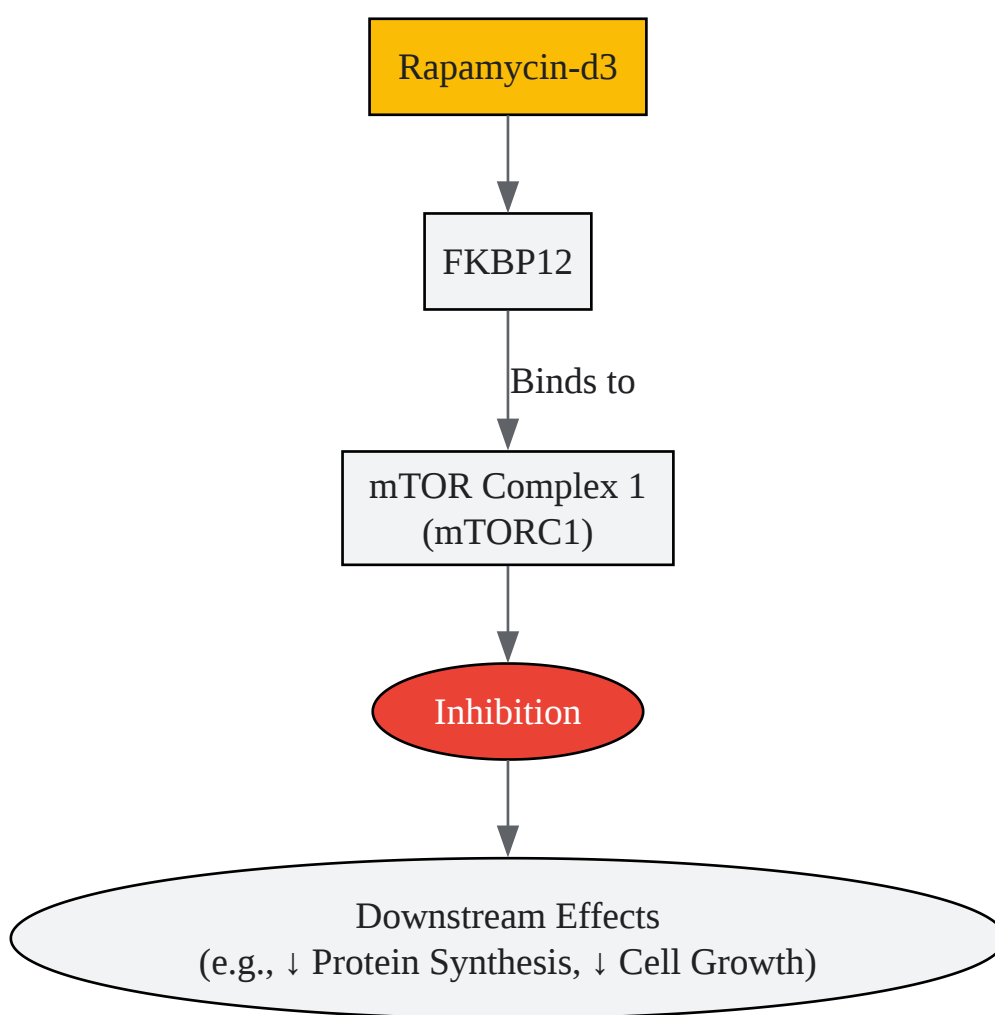 Rapamycin-d3
FKBP12
Binds to
mTOR Complex 1
(mTORC1)
Inhibition
Downstream Effects
(e.g., ↓ Protein Synthesis, ↓ Cell Growth)